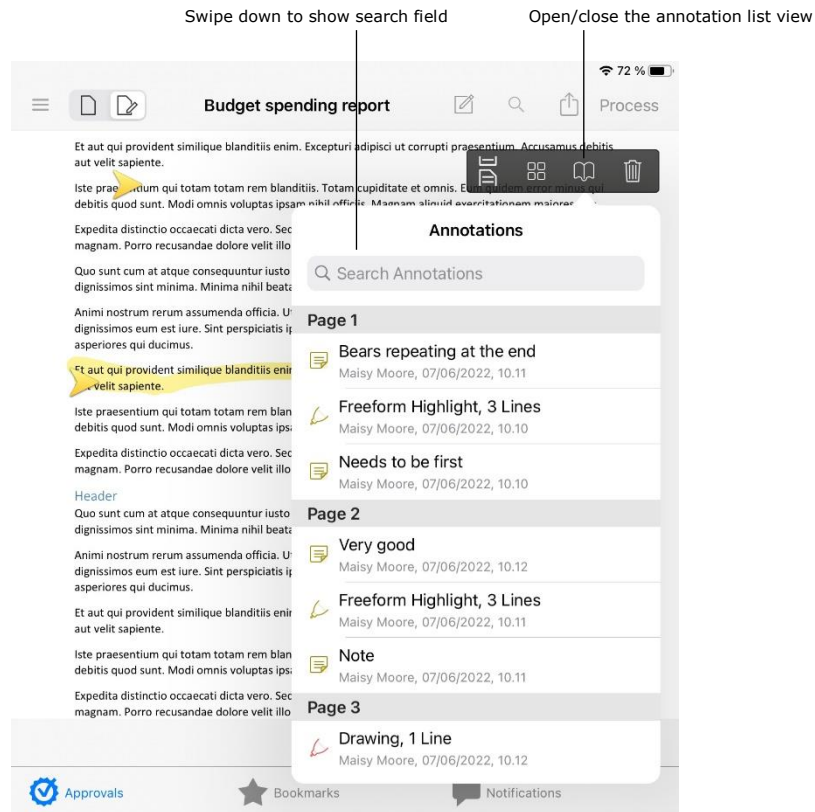 Swipe down to show search field
Open/close the annotation list view
72 %
Budget spending report
Process
Et aut qui provident similique blanditiis enim. Excepturi adipisci ut corrupti praesentium. Accusamus debitis
aut velit sapiente.
Iste qui totam totam rem blanditiis. Totam cupiditate et omnis. Eum quidem error minus qui
debitis quod sunt. Modi omnis voluptas ipsam nihil officiis. Magnam aliquid exercitationem maiores
Expedita distinctio occaecati dicta vero. Sed
magnam. Porro recusandae dolore velit illo
Quo sunt cum at atque consequuntur iusto
dignissimos sint minima. Minima nihil beata
Animi nostrum rerum assumenda officia. U
dignissimos eum est iure. Sint perspiciatis ip
asperiores qui ducimus.
Et aut qui provident similique blanditiis enim
velit sapiente.
Iste praesentium qui totam totam rem blan
debitis quod sunt. Modi omnis voluptas ipsa
Expedita distinctio occaecati dicta vero. Sed
magnam. Porro recusandae dolore velit illo
Header
Quo sunt cum at atque consequuntur iusto
dignissimos sint minima. Minima nihil beata
Animi nostrum rerum assumenda officia. U
dignissimos eum est iure. Sint perspiciatis ip
asperiores qui ducimus.
Et aut qui provident similique blanditiis enim
aut velit sapiente.
Iste praesentium qui totam totam rem blan
debitis quod sunt. Modi omnis voluptas ipsa
Expedita distinctio occaecati dicta vero. Sed
magnam. Porro recusandae dolore velit illo
Annotations
Search Annotations
Page 1
Bears repeating at the end
Maisy Moore, 07/06/2022, 10.11
Freeform Highlight, 3 Lines
Maisy Moore, 07/06/2022, 10.10
Needs to be first
Maisy Moore, 07/06/2022, 10.10
Page 2
Very good
Maisy Moore, 07/06/2022, 10.12
Freeform Highlight, 3 Lines
Maisy Moore, 07/06/2022, 10.11
Note
Maisy Moore, 07/06/2022, 10.11
Page 3
Drawing, 1 Line
Maisy Moore, 07/06/2022, 10.12
Approvals
Bookmarks
Notifications